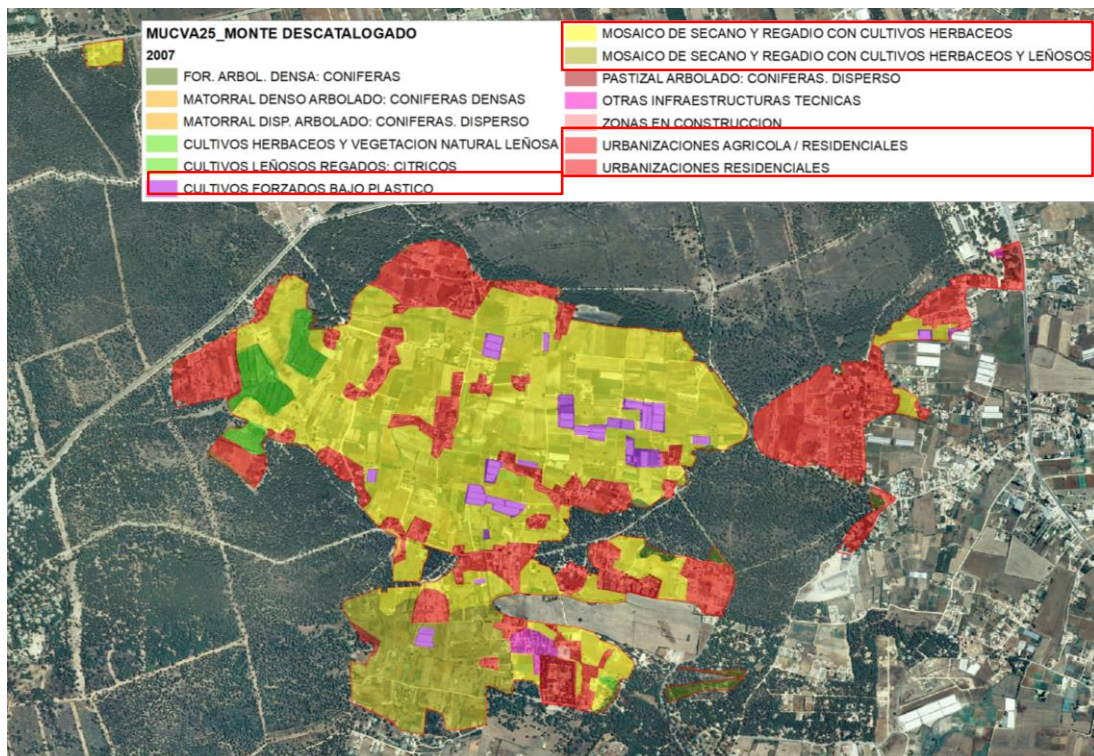 MUCVA25_MONTE DESCATALOGADO
2007
FOR. ARBOL. DENSA: CONIFERAS
MATORRAL DENSO ARBOLADO: CONIFERAS DENSAS
MATORRAL DISP. ARBOLADO: CONIFERAS. DISPERSO
CULTIVOS HERBACEOS Y VEGETACION NATURAL LEÑOSA
CULTIVOS LEÑOSOS REGADOS: CITRICOS
CULTIVOS FORZADOS BAJO PLASTICO
MOSAICO DE SECANO Y REGADIO CON CULTIVOS HERBACEOS
MOSAICO DE SECANO Y REGADIO CON CULTIVOS HERBACEOS Y LEÑOSOS
PASTIZAL ARBOLADO: CONIFERAS. DISPERSO
OTRAS INFRAESTRUCTURAS TECNICAS
ZONAS EN CONSTRUCCION
URBANIZACIONES AGRICOLA / RESIDENCIALES
URBANIZACIONES RESIDENCIALES